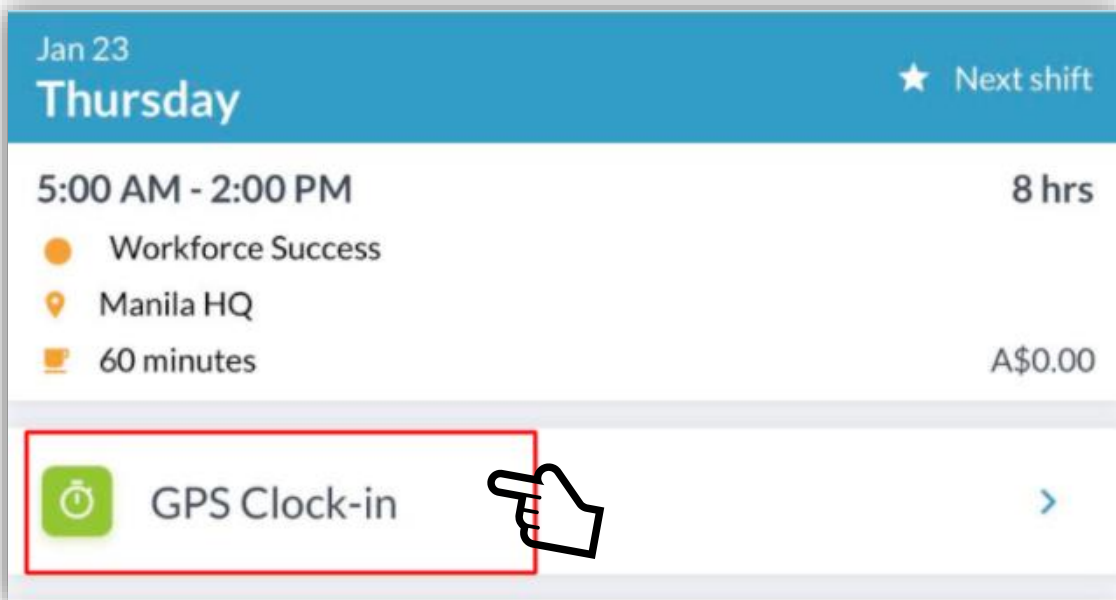 Jan 23
Thursday
Next shift
5:00 AM - 2:00 PM
8 hrs
Workforce Success
Manila HQ
60 minutes
A$0.00
GPS Clock-in